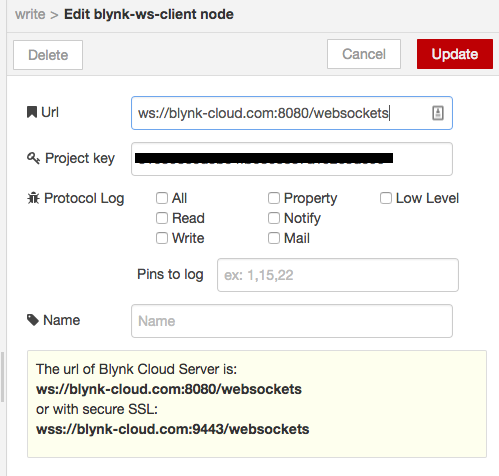 write > Edit blynk-ws-client node
Delete
Cancel
Update
Url
ws://blynk-cloud.com:8080/websockets
Project key
Protocol Log
All
Property
Low Level
Read
Notify
Write
Mail
Pins to log
ex: 1,15,22
Name
Name
The url of Blynk Cloud Server is:
ws://blynk-cloud.com:8080/websockets
or with secure SSL:
wss://blynk-cloud.com:9443/websockets